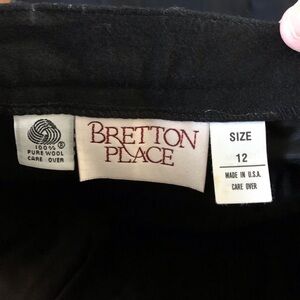 100%
PURE WOOL
CARE OVER
®
BRETTON
PLACE
SIZE
12
MADE IN U.S.A.
CARE OVER